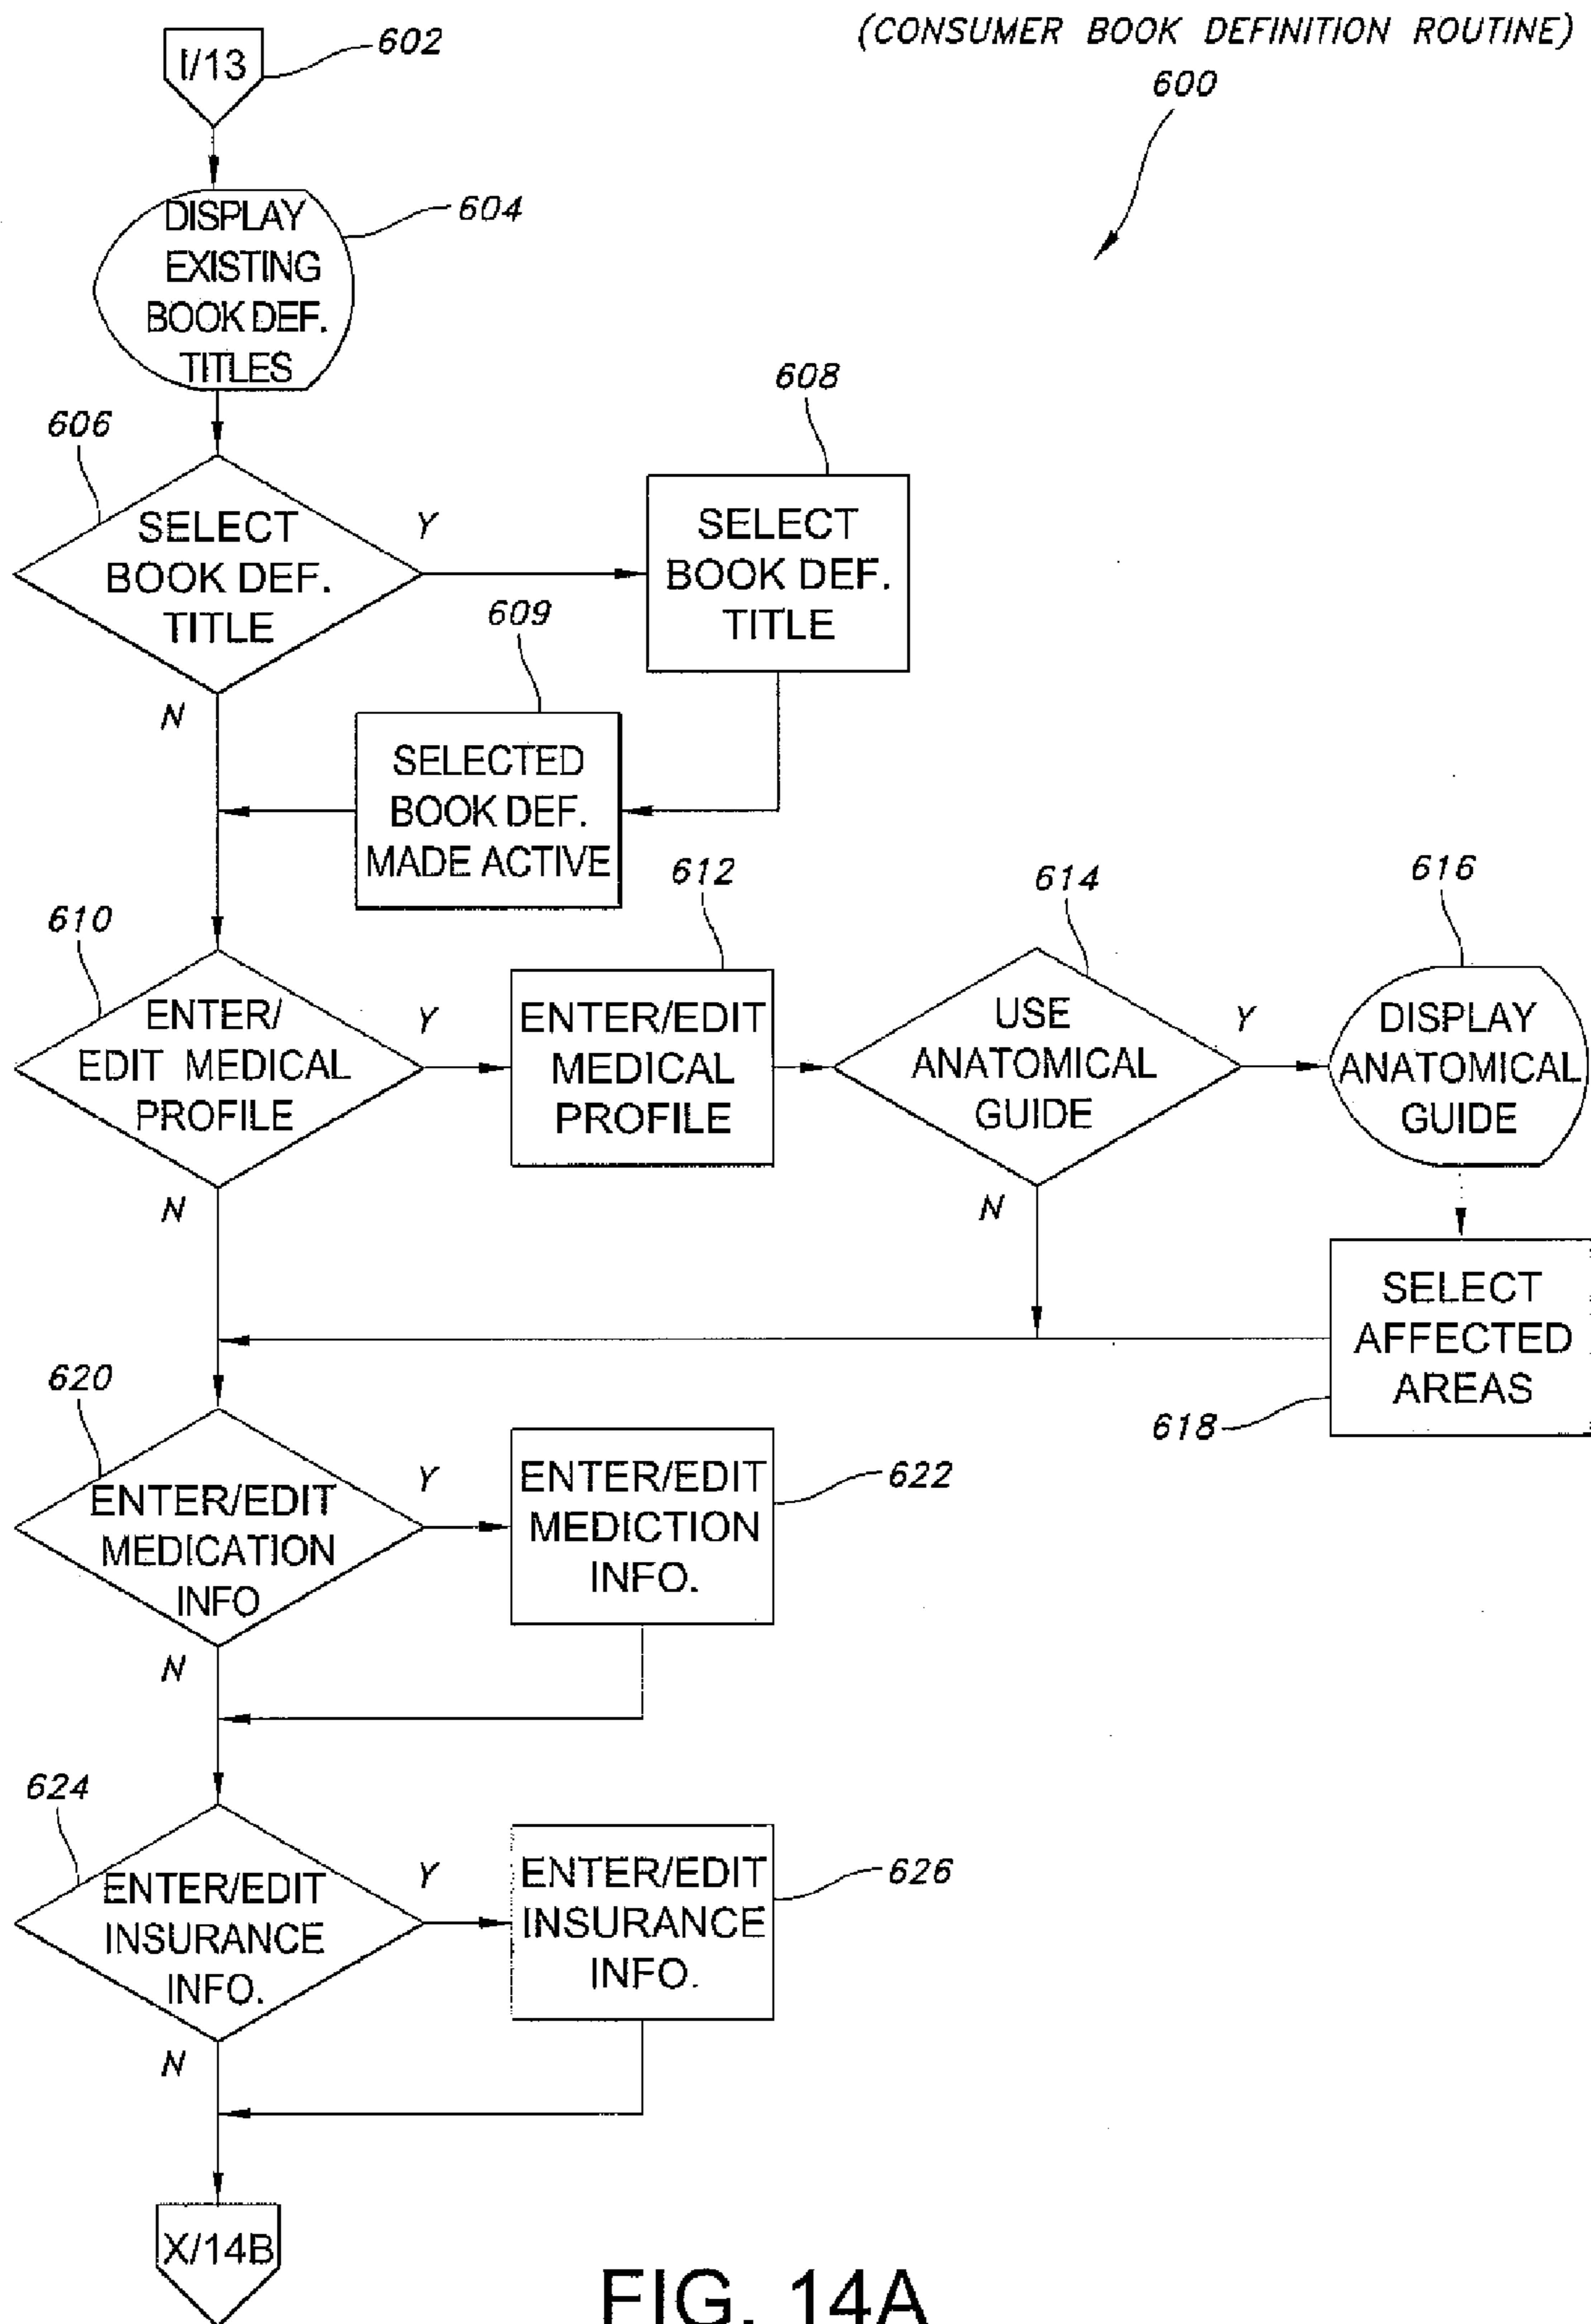 (CONSUMER BOOK DEFINITION ROUTINE)
600
I/13
602
DISPLAY
EXISTING
BOOK DEF.
TITLES
604
606
SELECT
BOOK DEF.
TITLE
Y
N
608
SELECT
BOOK DEF.
TITLE
609
SELECTED
BOOK DEF.
MADE ACTIVE
610
ENTER/
EDIT MEDICAL
PROFILE
Y
N
612
ENTER/EDIT
MEDICAL
PROFILE
614
USE
ANATOMICAL
GUIDE
Y
N
616
DISPLAY
ANATOMICAL
GUIDE
SELECT
AFFECTED
AREAS
618
620
ENTER/EDIT
MEDICATION
INFO
Y
N
ENTER/EDIT
MEDICTION
INFO.
622
624
ENTER/EDIT
INSURANCE
INFO.
Y
N
ENTER/EDIT
INSURANCE
INFO.
626
X/14B
FIG. 14A